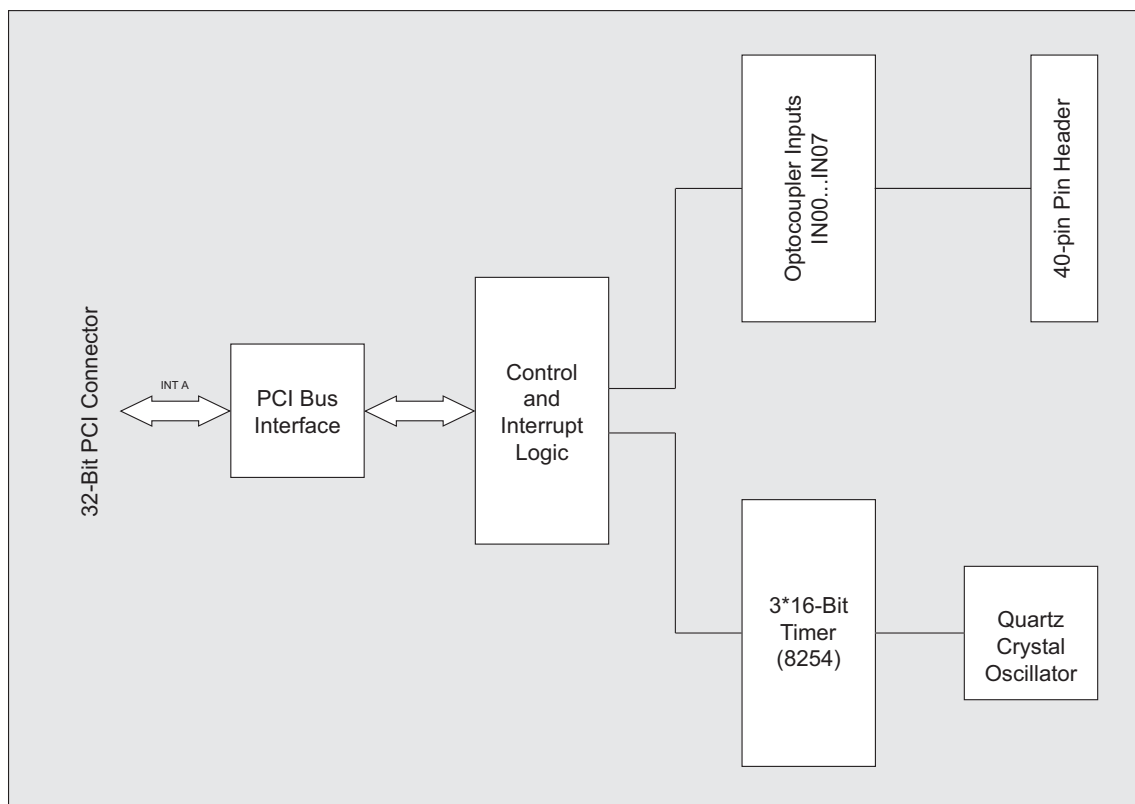 32-Bit PCI Connector
INT A
PCI Bus
Interface
Control
and
Interrupt
Logic
Optocoupler Inputs
IN00...IN07
40-pin Pin Header
3*16-Bit
Timer
(8254)
Quartz
Crystal
Oscillator